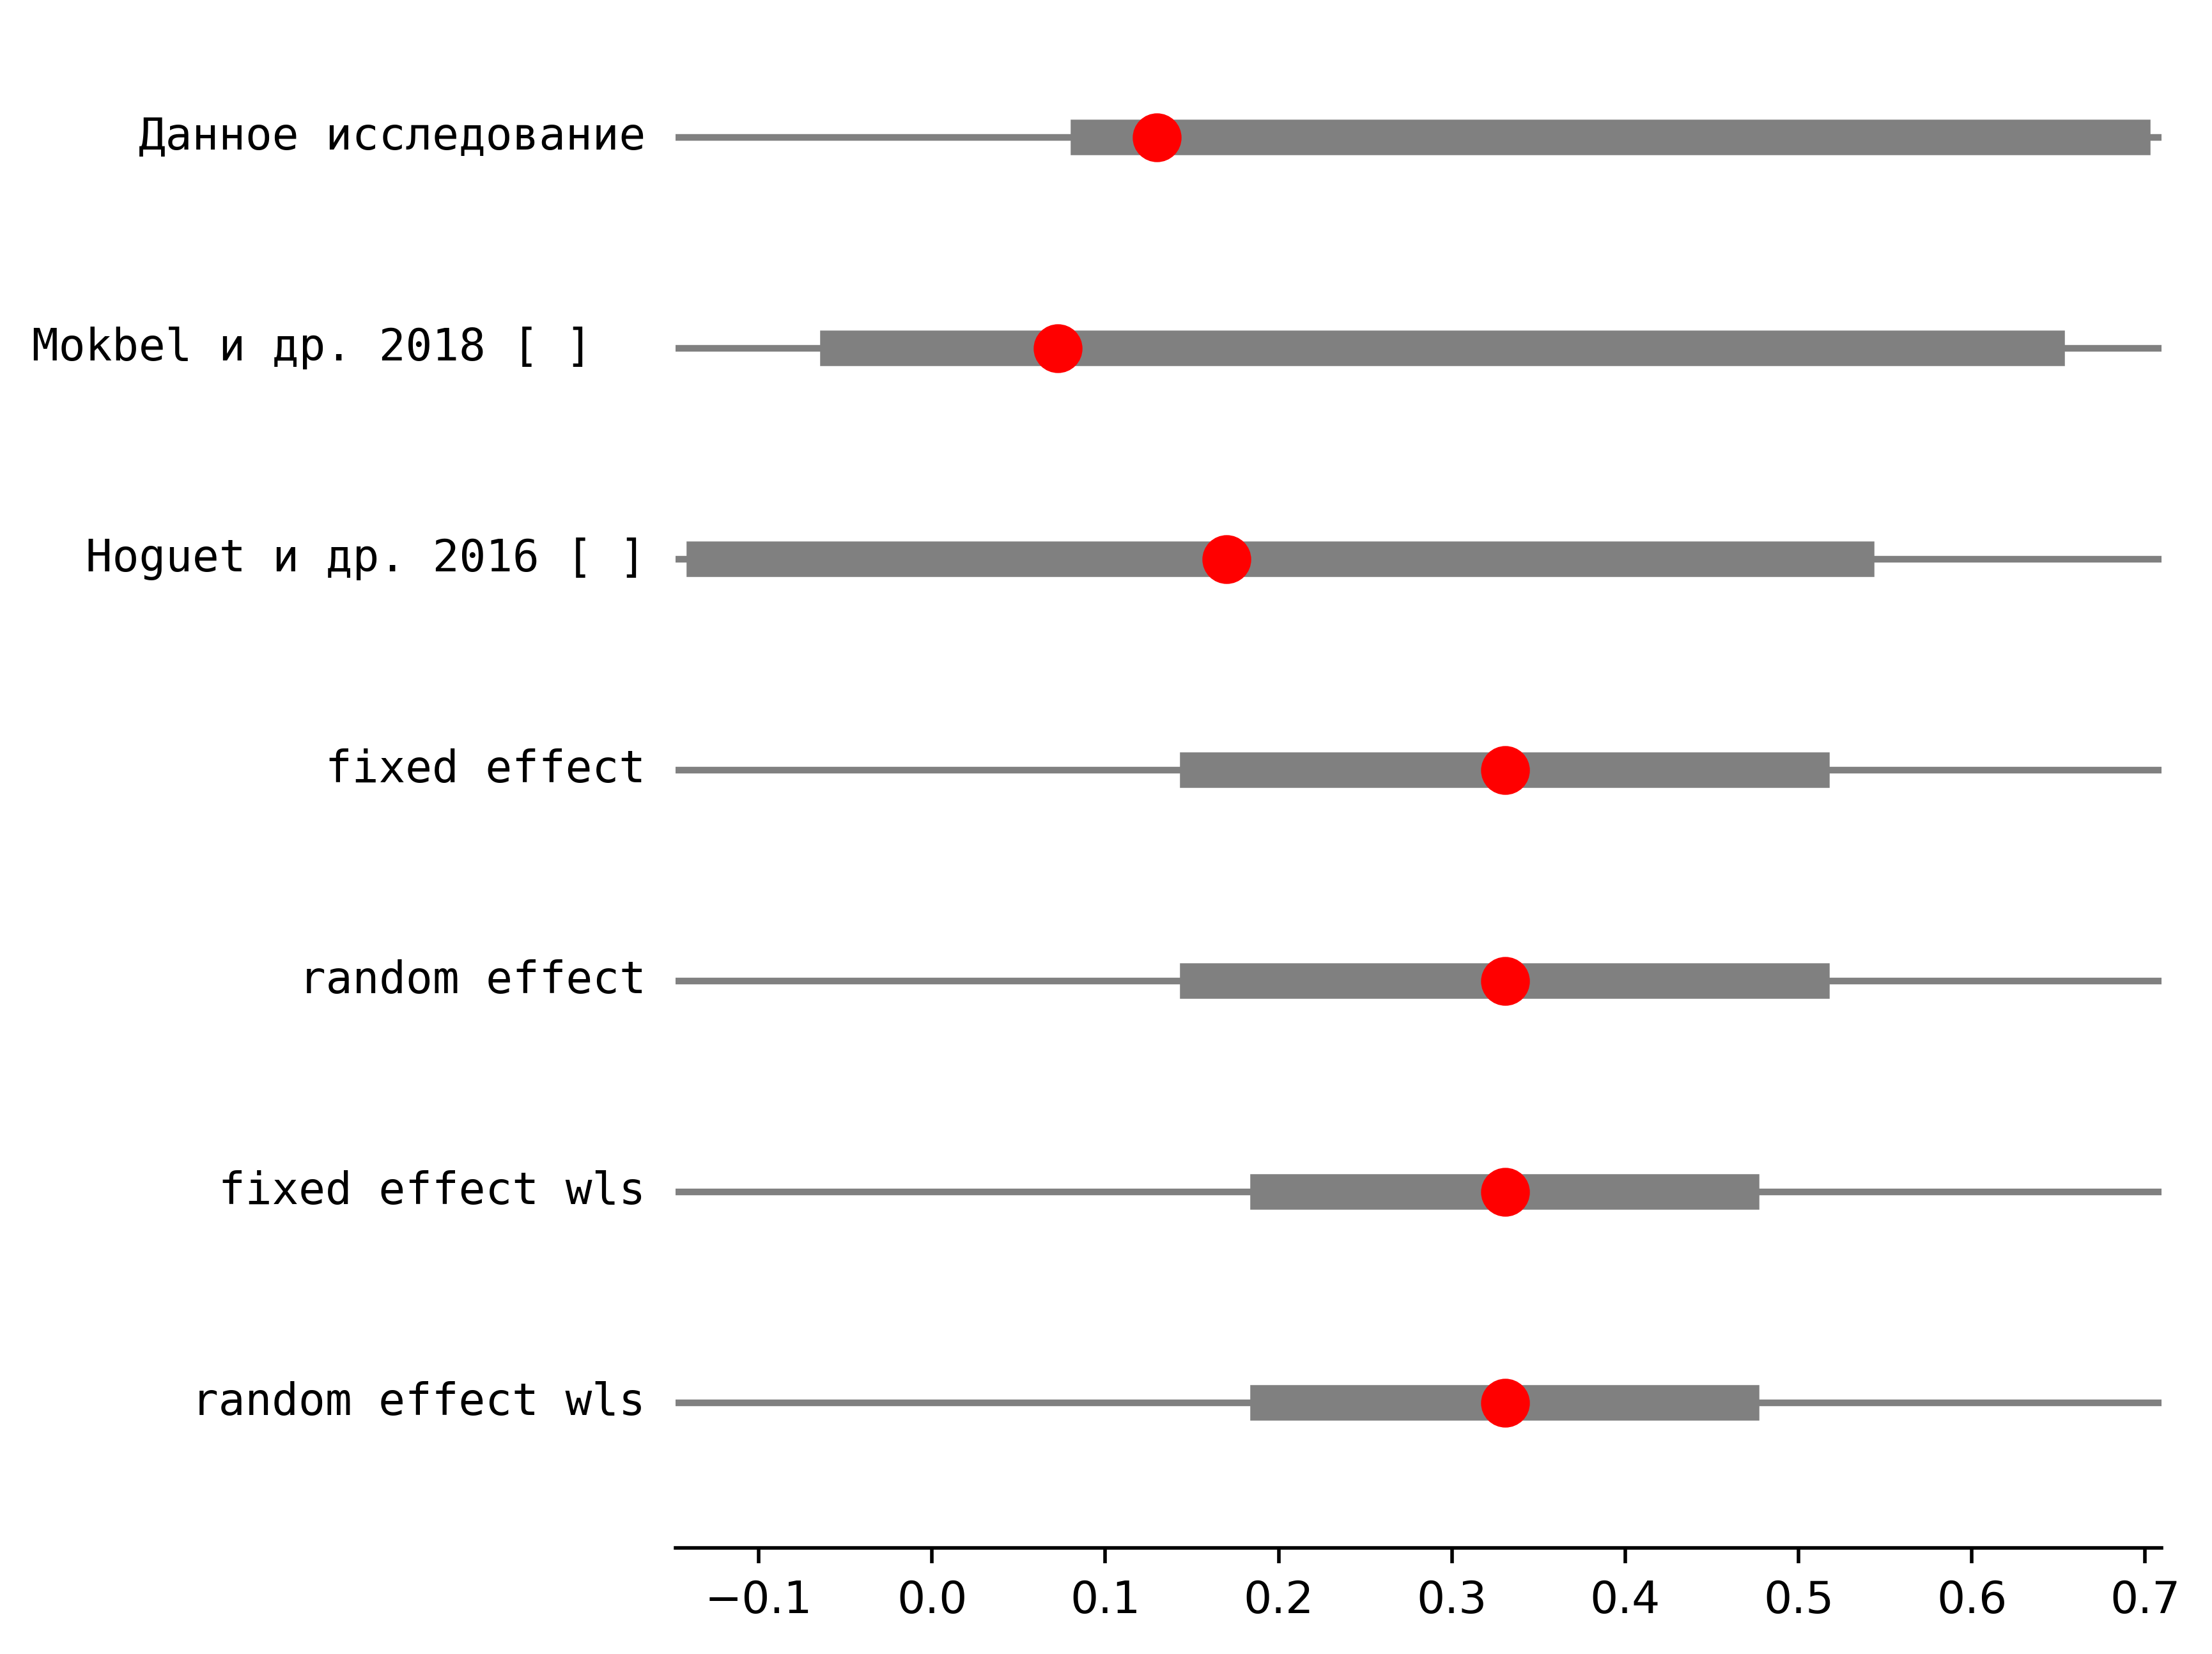 Данное исследование
Mokbel и др. 2018 [ ]
Hoguet и др. 2016 [ ]
fixed effect
random effect
fixed effect wls
random effect wls
−0.1 0.0 0.1 0.2 0.3 0.4 0.5 0.6 0.7